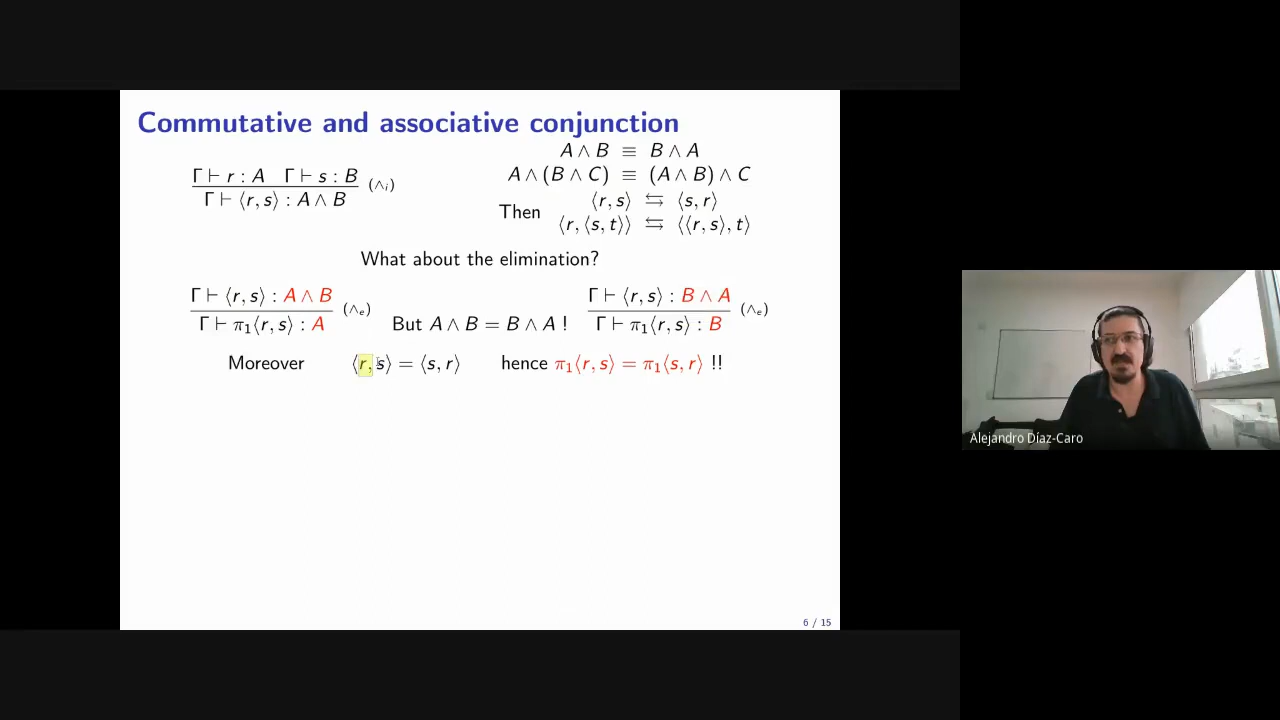 Commutative and associative conjunction
Γ ⊢ r : A Γ ⊢ s : B
Γ ⊢ ⟨r, s⟩ : A ∧ B
(∧i)
A ∧ B ≡ B ∧ A
A ∧ (B ∧ C) ≡ (A ∧ B) ∧ C
Then
⟨r, s⟩ ⇆ ⟨s, r⟩
⟨r, ⟨s, t⟩⟩ ⇆ ⟨⟨r, s⟩, t⟩
What about the elimination?
Γ ⊢ ⟨r, s⟩ : A ∧ B
Γ ⊢ π₁⟨r, s⟩ : A
(∧e)
But A ∧ B = B ∧ A !
Γ ⊢ ⟨r, s⟩ : B ∧ A
Γ ⊢ π₁⟨r, s⟩ : B
(∧e)
Moreover ⟨r, s⟩ = ⟨s, r⟩ hence π₁⟨r, s⟩ = π₁⟨s, r⟩ !!
6 / 15
Alejandro Díaz-Caro